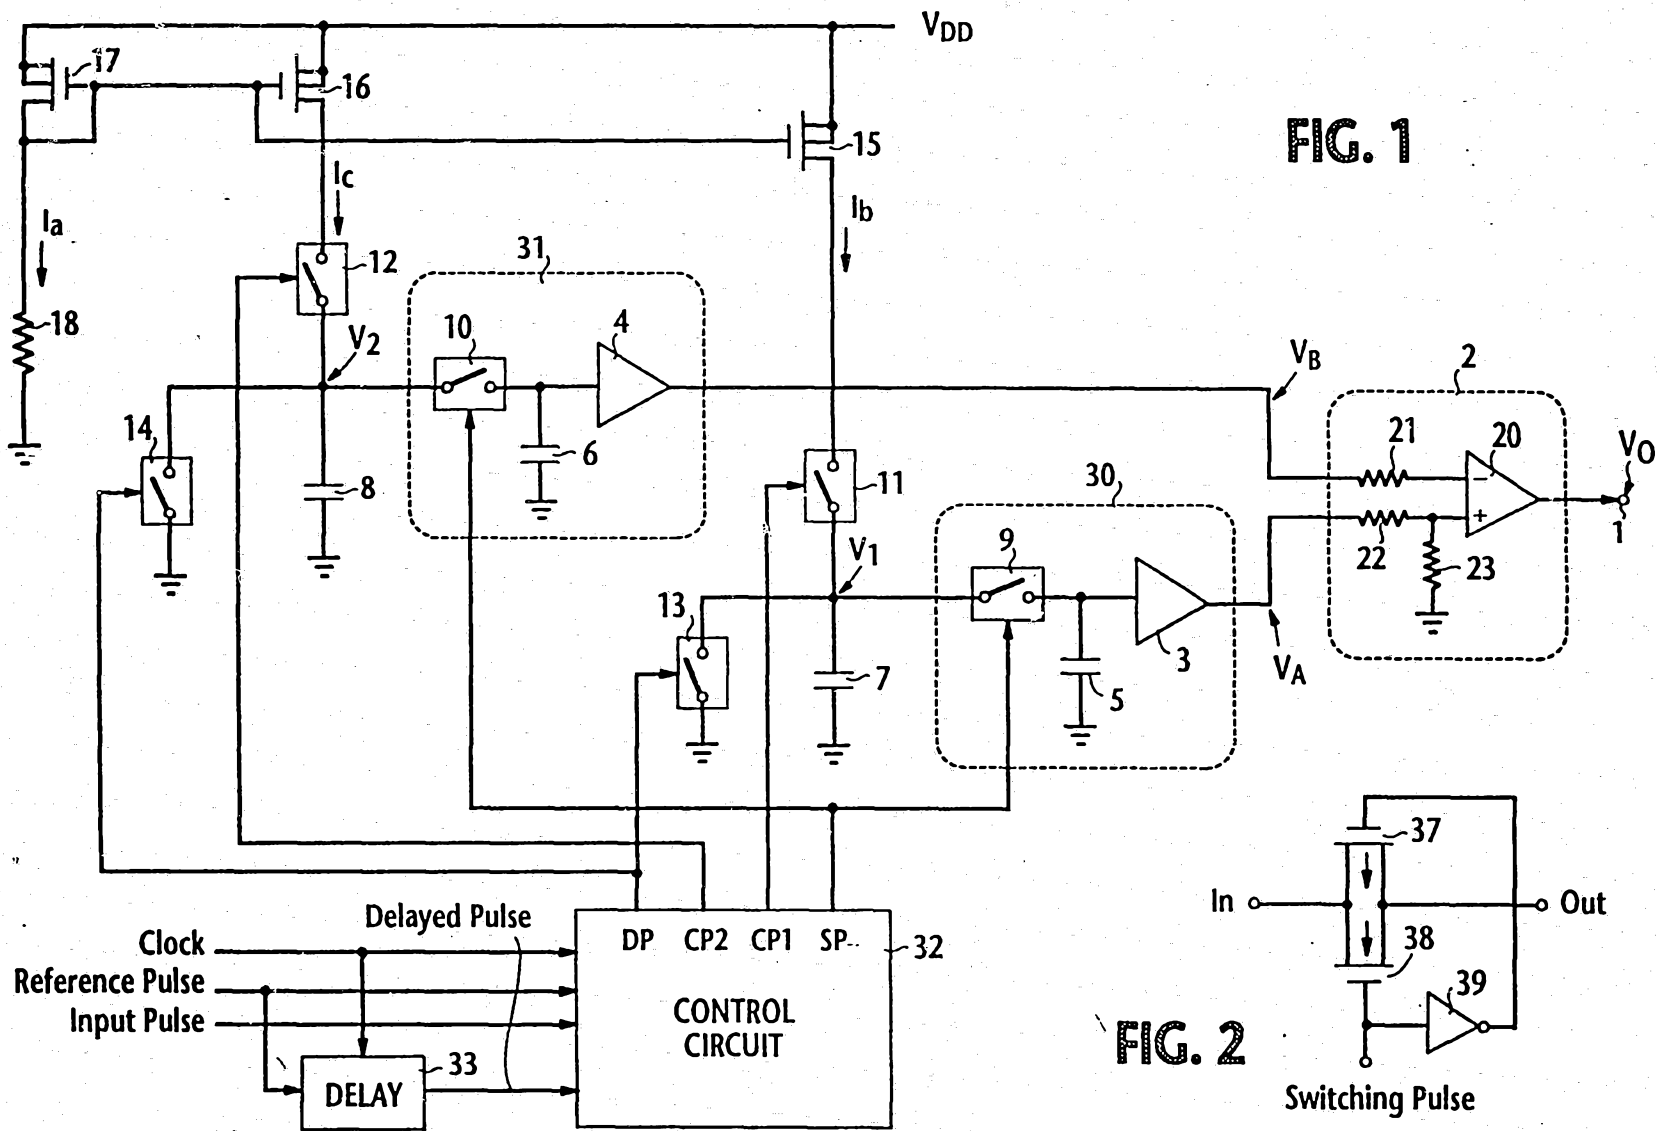 VDD
17
16
15
FIG. 1
Ic
Ia
Ib
12
31
18
V2
10
4
VB
2
14
21
20
VO
6
8
11
30
1
V1
9
22
23
13
7
5
3
VA
37
In
Out
38
39
FIG. 2
Switching Pulse
Delayed Pulse
DP CP2 CP1 SP
32
Clock
Reference Pulse
Input Pulse
CONTROL
CIRCUIT
33
DELAY